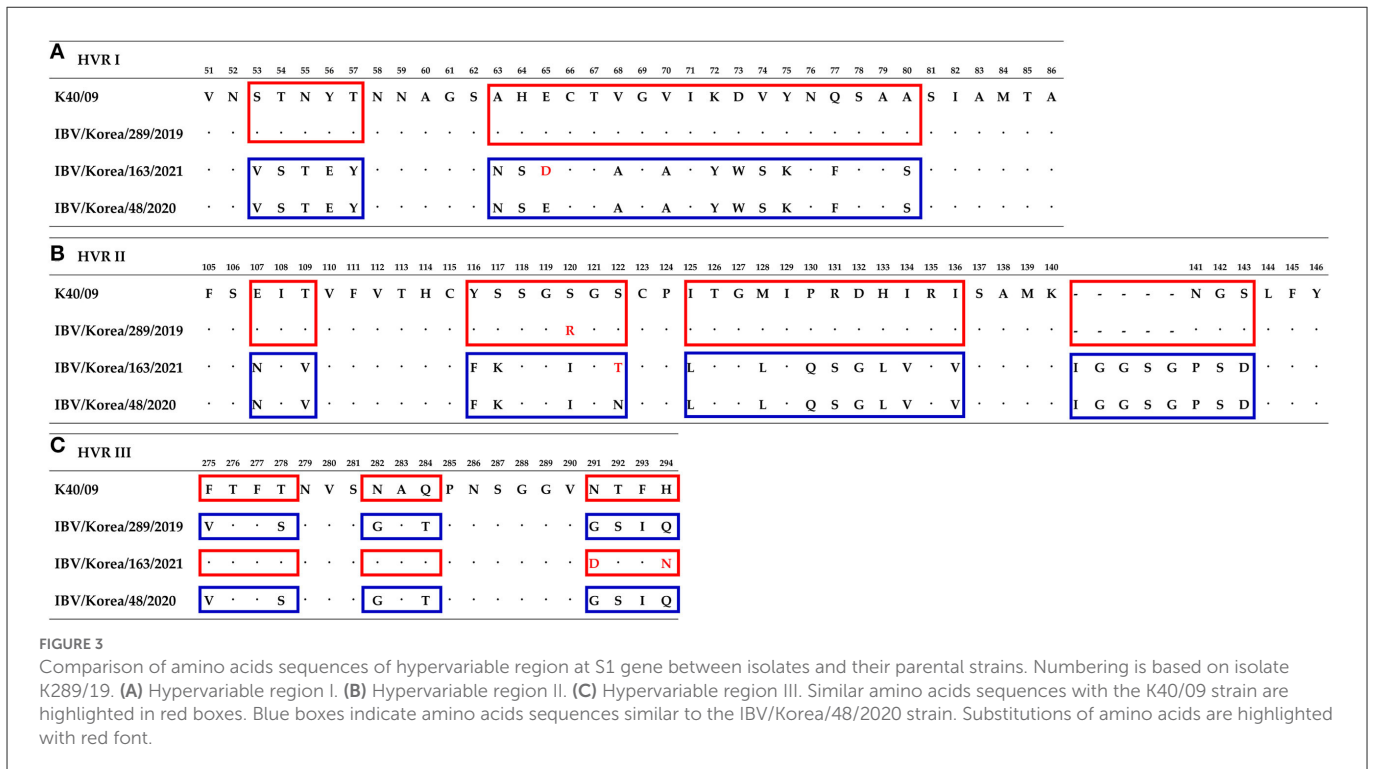 A HVR I
51 52 53 54 55 56 57 58 59 60 61 62 63 64 65 66 67 68 69 70 71 72 73 74 75 76 77 78 79 80 81 82 83 84 85 86
K40/09 V N S T N Y T N N A G S A H E C T V G V I K D V Y N Q S A A S I A M T A
IBV/Korea/289/2019 · · · · · · · · · · · · · · · · · · · · · · · · · · · · · · · · · · · ·
IBV/Korea/163/2021 · · V S T E Y · · · · · N S D · · A · A · Y W S K · F · · S · · · · · ·
IBV/Korea/48/2020 · · V S T E Y · · · · · N S E · · A · A · Y W S K · F · · S · · · · · ·
B HVR II
105 106 107 108 109 110 111 112 113 114 115 116 117 118 119 120 121 122 123 124 125 126 127 128 129 130 131 132 133 134 135 136 137 138 139 140 141 142 143 144 145 146
K40/09 F S E I T V F V T H C Y S S G S G S C P I T G M I P R D H I R I S A M K - - - - - N G S L F Y
IBV/Korea/289/2019 · · · · · · · · · · · · · · · R · · · · · · · · · · · · · · · · · · · · - - - - - · · · · · ·
IBV/Korea/163/2021 · · N · V · · · · · · F K · · I · T · · L · · L · Q S G L V · V · · · · I G G S G P S D · · ·
IBV/Korea/48/2020 · · N · V · · · · · · F K · · I · N · · L · · L · Q S G L V · V · · · · I G G S G P S D · · ·
C HVR III
275 276 277 278 279 280 281 282 283 284 285 286 287 288 289 290 291 292 293 294
K40/09 F T F T N V S N A Q P N S G G V N T F H
IBV/Korea/289/2019 V · · S · · · G · T · · · · · · G S I Q
IBV/Korea/163/2021 · · · · · · · · · · · · · · · · D · · N
IBV/Korea/48/2020 V · · S · · · G · T · · · · · · G S I Q
FIGURE 3
Comparison of amino acids sequences of hypervariable region at S1 gene between isolates and their parental strains. Numbering is based on isolate
K289/19. (A) Hypervariable region I. (B) Hypervariable region II. (C) Hypervariable region III. Similar amino acids sequences with the K40/09 strain are
highlighted in red boxes. Blue boxes indicate amino acids sequences similar to the IBV/Korea/48/2020 strain. Substitutions of amino acids are highlighted
with red font.